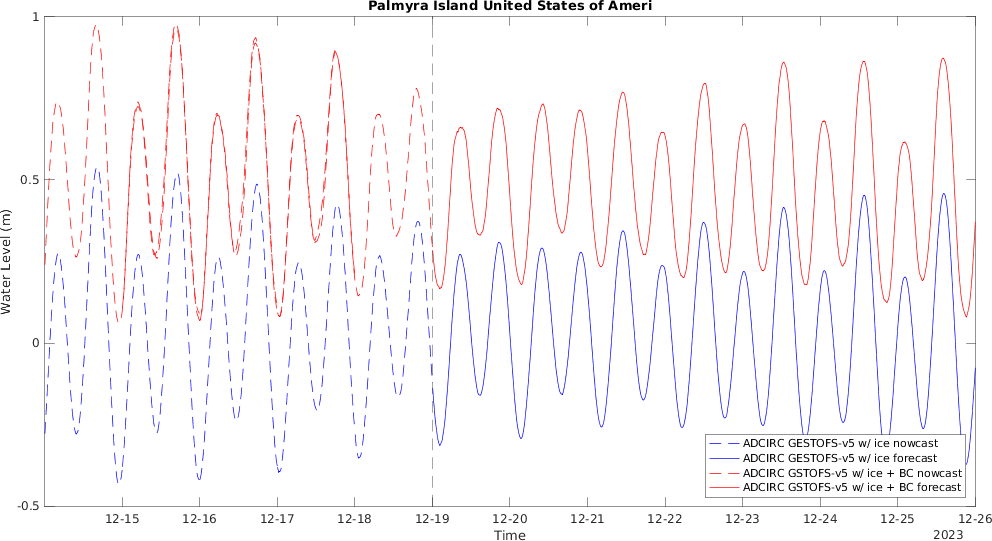 Palmyra Island United States of Ameri
1
0.5
0
-0.5
Water Level (m)
ADCIRC GESTOFS-v5 w/ ice nowcast
ADCIRC GESTOFS-v5 w/ ice forecast
ADCIRC GSTOFS-v5 w/ ice + BC nowcast
ADCIRC GSTOFS-v5 w/ ice + BC forecast
12-15 12-16 12-17 12-18 12-19 12-20 12-21 12-22 12-23 12-24 12-25 12-26
Time
2023